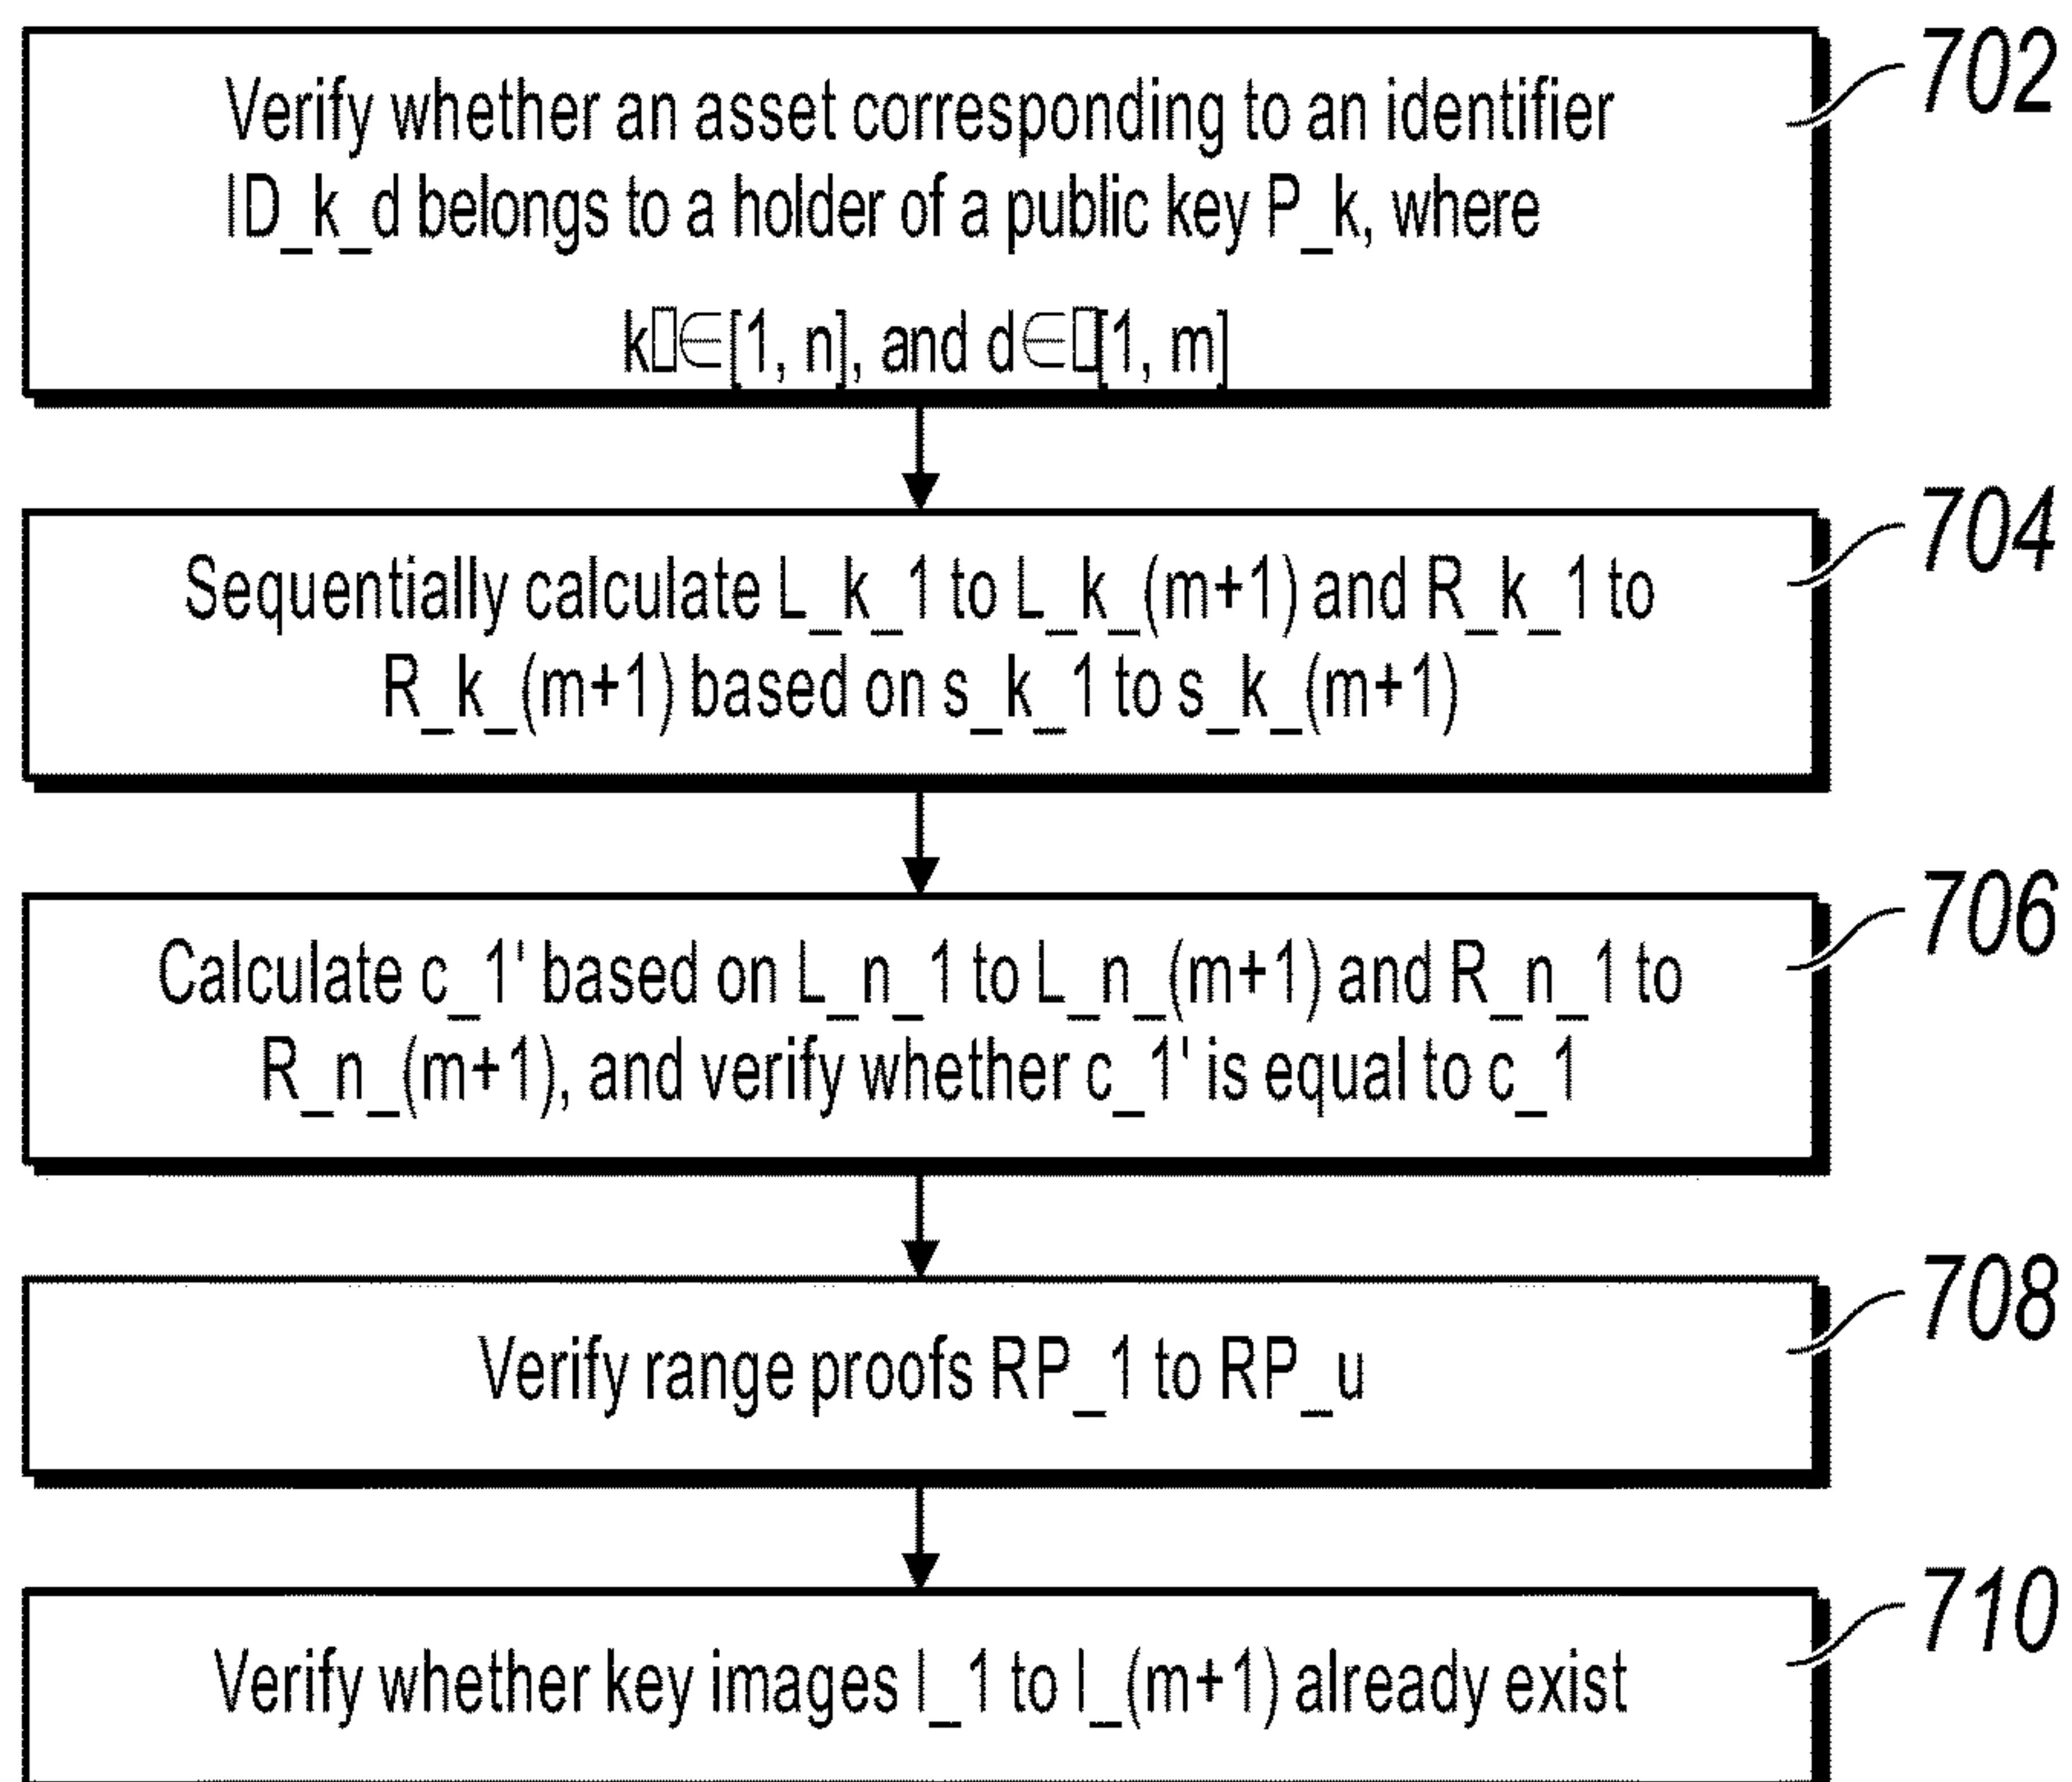 Verify whether an asset corresponding to an identifier
ID_k_d belongs to a holder of a public key P_k, where
k▯∈[1, n], and d∈▯[1, m]
702
Sequentially calculate L_k_1 to L_k_(m+1) and R_k_1 to
R_k_(m+1) based on s_k_1 to s_k_(m+1)
704
Calculate c_1' based on L_n_1 to L_n_(m+1) and R_n_1 to
R_n_(m+1), and verify whether c_1' is equal to c_1
706
Verify range proofs RP_1 to RP_u
708
Verify whether key images I_1 to I_(m+1) already exist
710